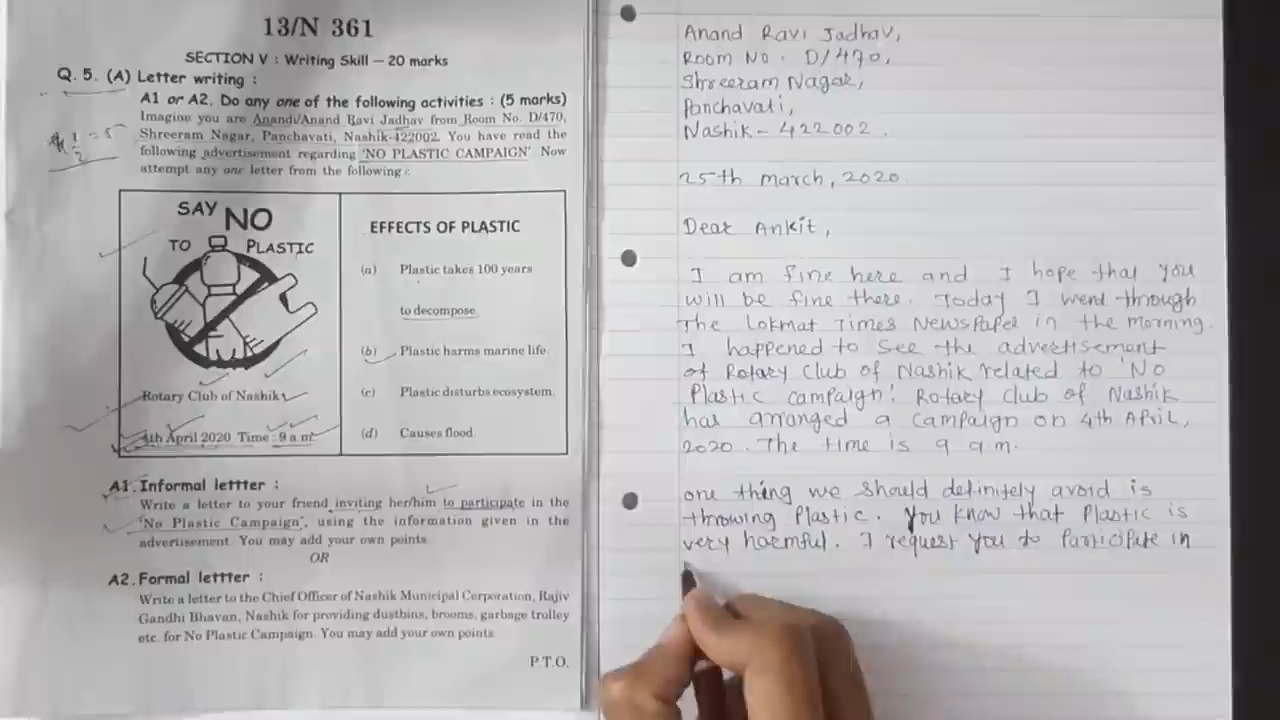 13/N 361
SECTION V : Writing Skill – 20 marks
Q. 5. (A) Letter writing :
A1 or A2. Do any one of the following activities : (5 marks)
Imagine you are Anandi/Anand Ravi Jadhav from Room No. D/470,
Shreeram Nagar, Panchavati, Nashik-422002. You have read the
following advertisement regarding 'NO PLASTIC CAMPAIGN' Now
attempt any one letter from the following :
SAY NO
TO PLASTIC
Rotary Club of Nashik
4th April 2020 Time : 9 a.m.
EFFECTS OF PLASTIC
(a) Plastic takes 100 years
to decompose.
(b) Plastic harms marine life.
(c) Plastic disturbs ecosystem.
(d) Causes flood.
A1. Informal lettter :
Write a letter to your friend inviting her/him to participate in the
'No Plastic Campaign', using the information given in the
advertisement. You may add your own points.
OR
A2. Formal lettter :
Write a letter to the Chief Officer of Nashik Municipal Corporation, Rajiv
Gandhi Bhavan, Nashik for providing dustbins, brooms, garbage trolley
etc. for No Plastic Campaign. You may add your own points.
P.T.O.
Anand Ravi Jadhav,
Room No. D/470,
Shreeram Nagar,
Panchavati,
Nashik - 422002.
25th march, 2020.
Dear Ankit,
I am fine here and I hope that you
will be fine there. Today I went through
The Lokmat Times Newspaper in the morning.
I happened to see the advertisement
of Rotary Club of Nashik related to 'No
Plastic campaign'. Rotary club of Nashik
has arranged a campaign on 4th April,
2020. The time is 9 a.m.
one thing we should definitely avoid is
throwing plastic. You know that plastic is
very harmful. I request you to participate in